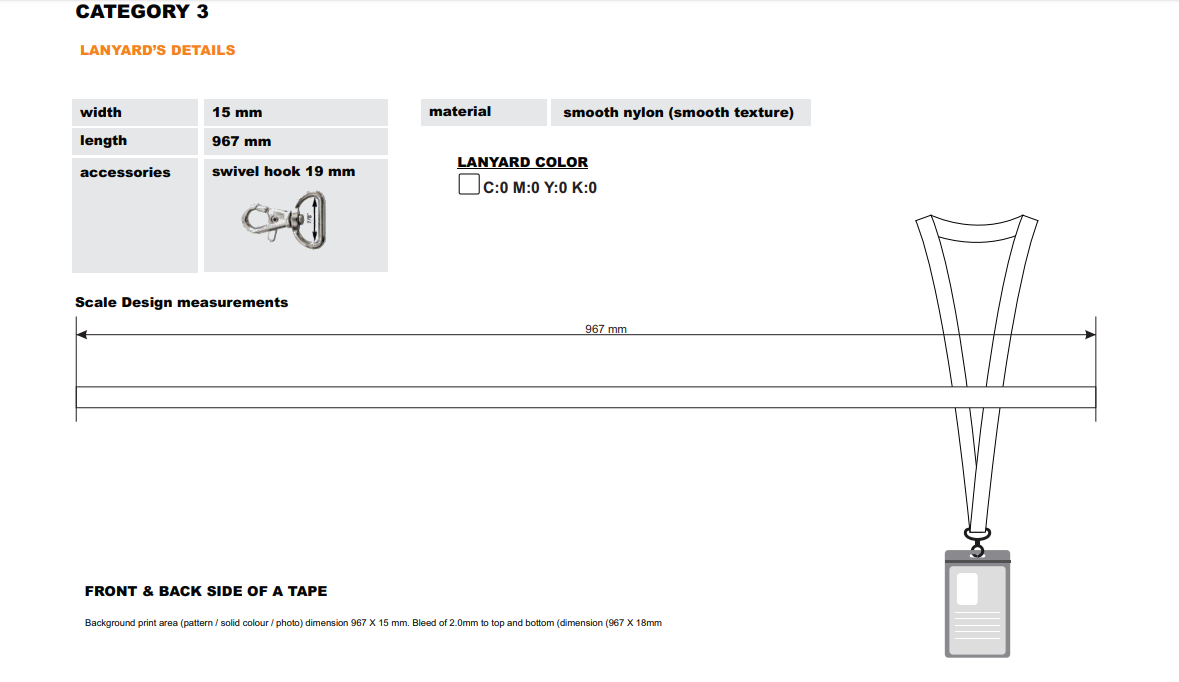 CATEGORY 3
LANYARD'S DETAILS
width 15 mm
length 967 mm
accessories swivel hook 19 mm
material smooth nylon (smooth texture)
LANYARD COLOR
C:0 M:0 Y:0 K:0
Scale Design measurements
967 mm
FRONT & BACK SIDE OF A TAPE
Background print area (pattern / solid colour / photo) dimension 967 X 15 mm. Bleed of 2.0mm to top and bottom (dimension (967 X 18mm